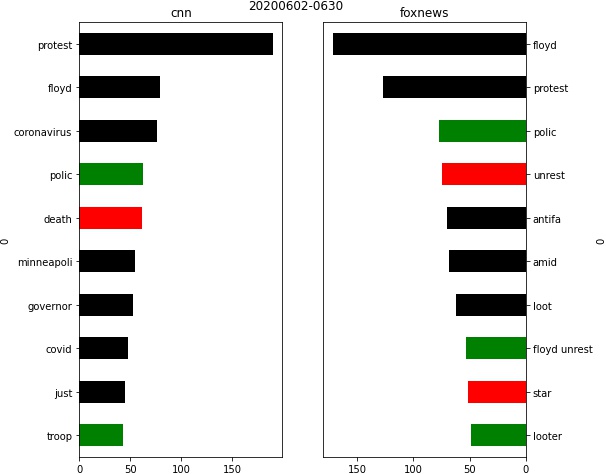 20200602-0630
cnn
foxnews
protest
floyd
coronavirus
polic
death
minneapoli
governor
covid
just
troop
0
0 50 100 150
floyd
protest
polic
unrest
antifa
amid
loot
floyd unrest
star
looter
0
150 100 50 0